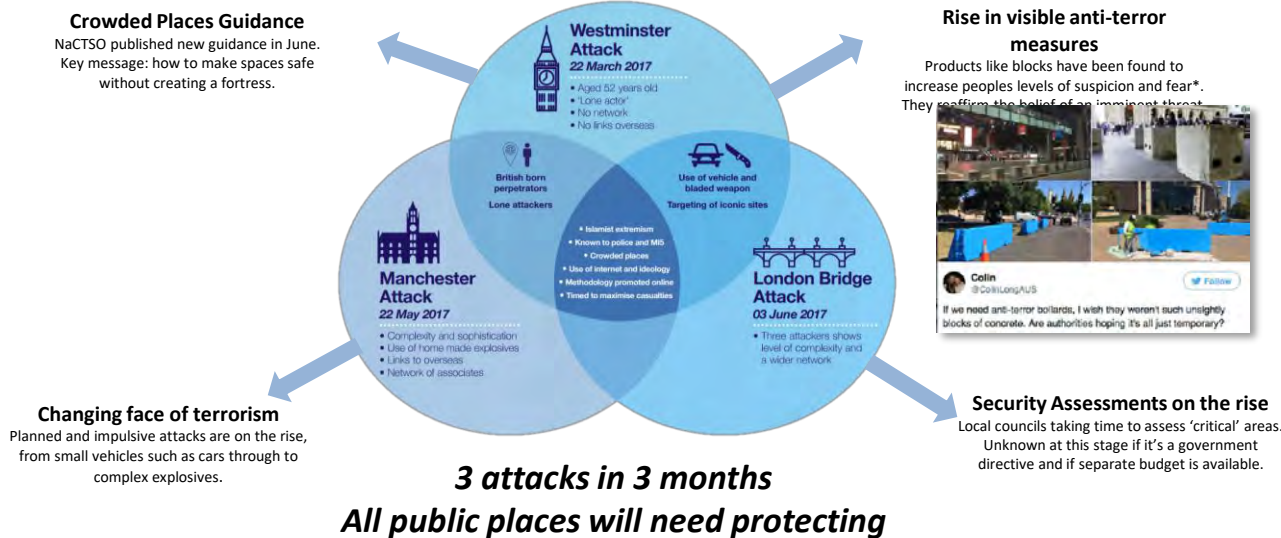 Crowded Places Guidance
NaCTSO published new guidance in June.
Key message: how to make spaces safe
without creating a fortress.
Westminster
Attack
22 March 2017
• Aged 52 years old
• 'Lone actor'
• No network
• No links overseas
Rise in visible anti-terror
measures
Products like blocks have been found to
increase peoples levels of suspicion and fear*.
They reaffirm the belief of an imminent threat
British born
perpetrators
Lone attackers
Use of vehicle and
bladed weapon
Targeting of iconic sites
• Islamist extremism
• Known to police and MI5
• Crowded places
• Use of internet and ideology
• Methodology promoted online
• Timed to maximise casualties
Manchester
Attack
22 May 2017
• Complexity and sophistication
• Use of home made explosives
• Links to overseas
• Network of associates
London Bridge
Attack
03 June 2017
• Three attackers shows
level of complexity and
a wider network
Colin
@ColinLongAUS
Follow
If we need anti-terror bollards, I wish they weren't such unsightly
blocks of concrete. Are authorities hoping it's all just temporary?
Changing face of terrorism
Planned and impulsive attacks are on the rise,
from small vehicles such as cars through to
complex explosives.
Security Assessments on the rise
Local councils taking time to assess 'critical' areas.
Unknown at this stage if it's a government
directive and if separate budget is available.
3 attacks in 3 months
All public places will need protecting